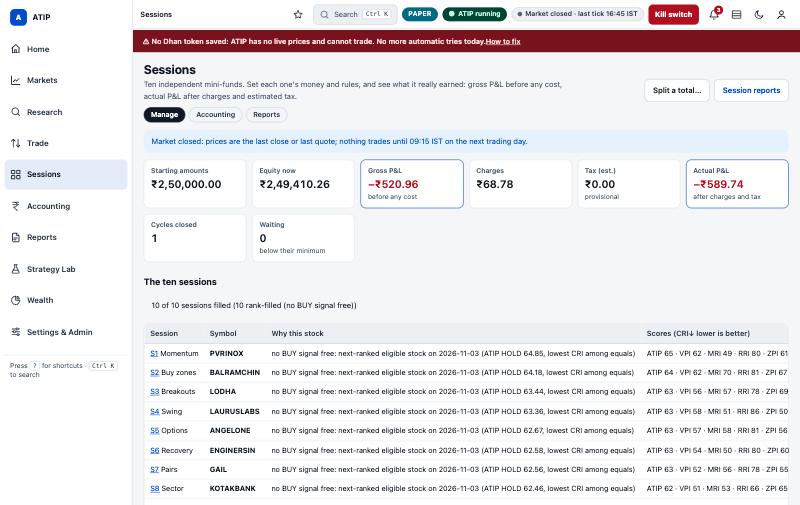 A ATIP
Home
Markets
Research
Trade
Sessions
Accounting
Reports
Strategy Lab
Wealth
Settings & Admin
Press ? for shortcuts · Ctrl K
to search
Sessions
Search Ctrl K
PAPER
ATIP running
Market closed · last tick 16:45 IST
Kill switch
3
⚠ No Dhan token saved: ATIP has no live prices and cannot trade. No more automatic tries today. How to fix
Sessions
Ten independent mini-funds. Set each one's money and rules, and see what it really earned: gross P&L before any cost,
actual P&L after charges and estimated tax.
Split a total...
Session reports
Manage Accounting Reports
Market closed: prices are the last close or last quote; nothing trades until 09:15 IST on the next trading day.
Starting amounts
₹2,50,000.00
Equity now
₹2,49,410.26
Gross P&L
−₹520.96
before any cost
Charges
₹68.78
Tax (est.)
₹0.00
provisional
Actual P&L
−₹589.74
after charges and tax
Cycles closed
1
Waiting
0
below their minimum
The ten sessions
10 of 10 sessions filled (10 rank-filled (no BUY signal free))
Session Symbol Why this stock Scores (CRI↓ lower is better)
S1 Momentum PVRINOX no BUY signal free: next-ranked eligible stock on 2026-11-03 (ATIP HOLD 64.85, lowest CRI among equals) ATIP 65 · VPI 62 · MRI 49 · RRI 80 · ZPI 61
S2 Buy zones BALRAMCHIN no BUY signal free: next-ranked eligible stock on 2026-11-03 (ATIP HOLD 64.18, lowest CRI among equals) ATIP 64 · VPI 62 · MRI 70 · RRI 81 · ZPI 67
S3 Breakouts LODHA no BUY signal free: next-ranked eligible stock on 2026-11-03 (ATIP HOLD 63.44, lowest CRI among equals) ATIP 63 · VPI 56 · MRI 57 · RRI 78 · ZPI 69
S4 Swing LAURUSLABS no BUY signal free: next-ranked eligible stock on 2026-11-03 (ATIP HOLD 63.36, lowest CRI among equals) ATIP 63 · VPI 58 · MRI 51 · RRI 86 · ZPI 50
S5 Options ANGELONE no BUY signal free: next-ranked eligible stock on 2026-11-03 (ATIP HOLD 62.67, lowest CRI among equals) ATIP 63 · VPI 57 · MRI 58 · RRI 81 · ZPI 56
S6 Recovery ENGINERSIN no BUY signal free: next-ranked eligible stock on 2026-11-03 (ATIP HOLD 62.58, lowest CRI among equals) ATIP 63 · VPI 54 · MRI 50 · RRI 80 · ZPI 60
S7 Pairs GAIL no BUY signal free: next-ranked eligible stock on 2026-11-03 (ATIP HOLD 62.56, lowest CRI among equals) ATIP 63 · VPI 52 · MRI 56 · RRI 78 · ZPI 55
S8 Sector KOTAKBANK no BUY signal free: next-ranked eligible stock on 2026-11-03 (ATIP HOLD 62.46, lowest CRI among equals) ATIP 62 · VPI 51 · MRI 53 · RRI 66 · ZPI 65